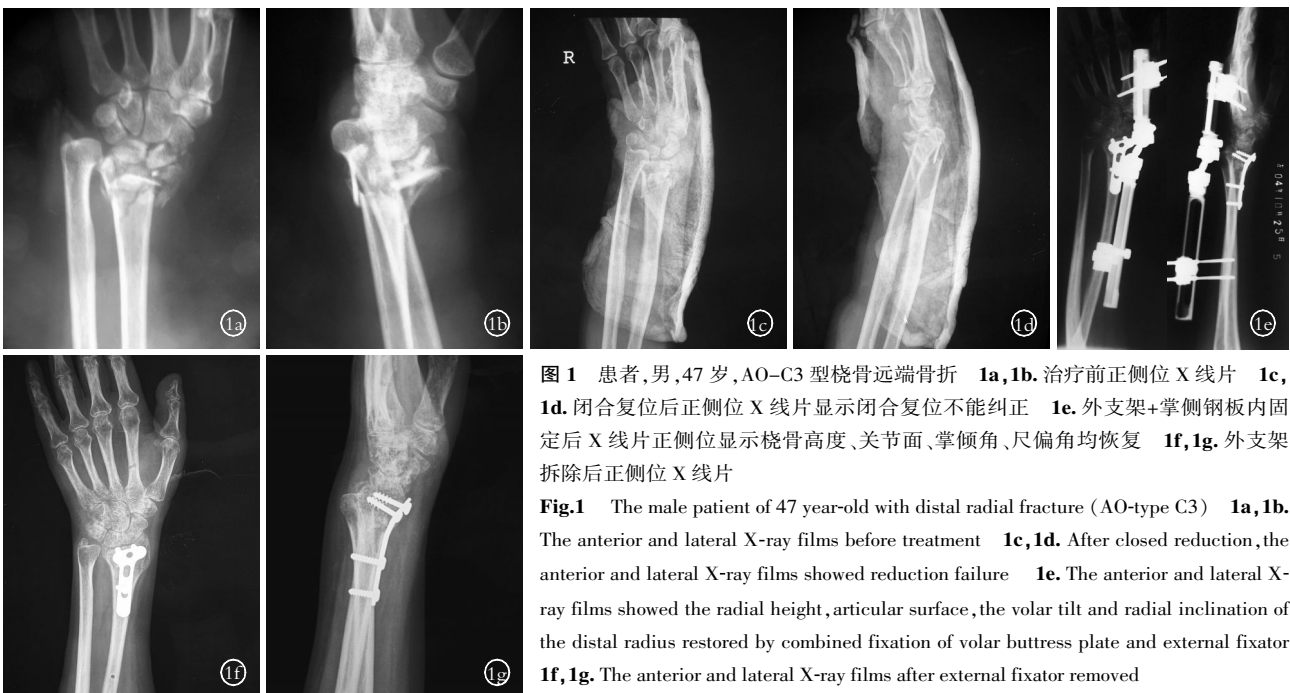 1a
1b
R
1c
1d
1e
1f
1g
图 1 患者,男,47 岁,AO-C3 型桡骨远端骨折 1a,1b. 治疗前正侧位 X 线片 1c,
1d. 闭合复位后正侧位 X 线片显示闭合复位不能纠正 1e. 外支架+掌侧钢板内固
定后 X 线片正侧位显示桡骨高度、关节面、掌倾角、尺偏角均恢复 1f,1g. 外支架
拆除后正侧位 X 线片
Fig.1 The male patient of 47 year-old with distal radial fracture (AO-type C3) 1a,1b.
The anterior and lateral X-ray films before treatment 1c,1d. After closed reduction,the
anterior and lateral X-ray films showed reduction failure 1e. The anterior and lateral X-
ray films showed the radial height,articular surface,the volar tilt and radial inclination of
the distal radius restored by combined fixation of volar buttress plate and external fixator
1f,1g. The anterior and lateral X-ray films after external fixator removed